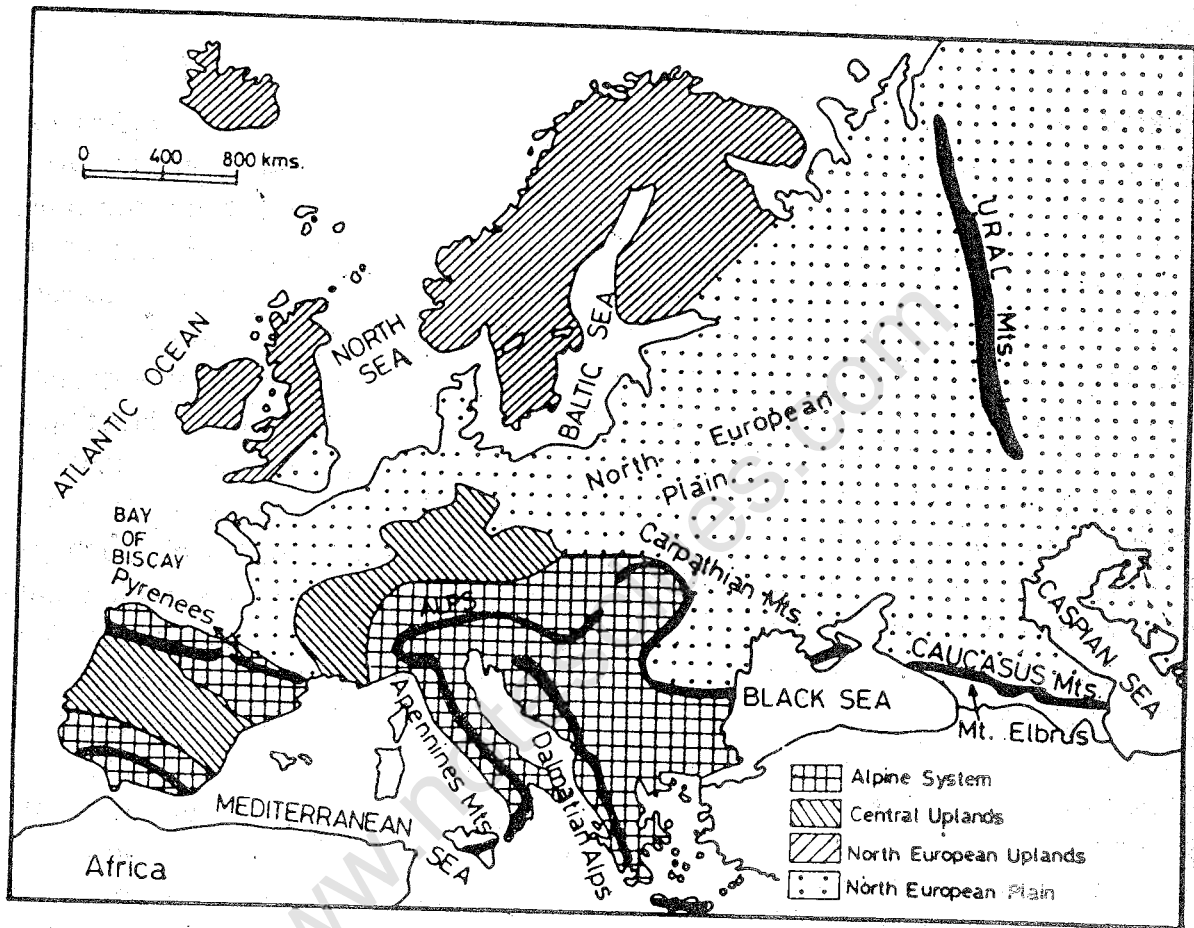 0 400 800 kms.
ATLANTIC OCEAN
NORTH
SEA
BALTIC SEA
URAC Mts.
North European
Plain
BAY
OF
BISCAY
Pyrenees
ALPS
Carpathian Mts.
CASPIAN SEA
CAUCASUS Mts.
BLACK SEA
Mt. Elbrus
Apennines Mts.
Dalmatian Alps
MEDITERRANEAN
SEA
Africa
Alpine System
Central Uplands
North European Uplands
North European Plain